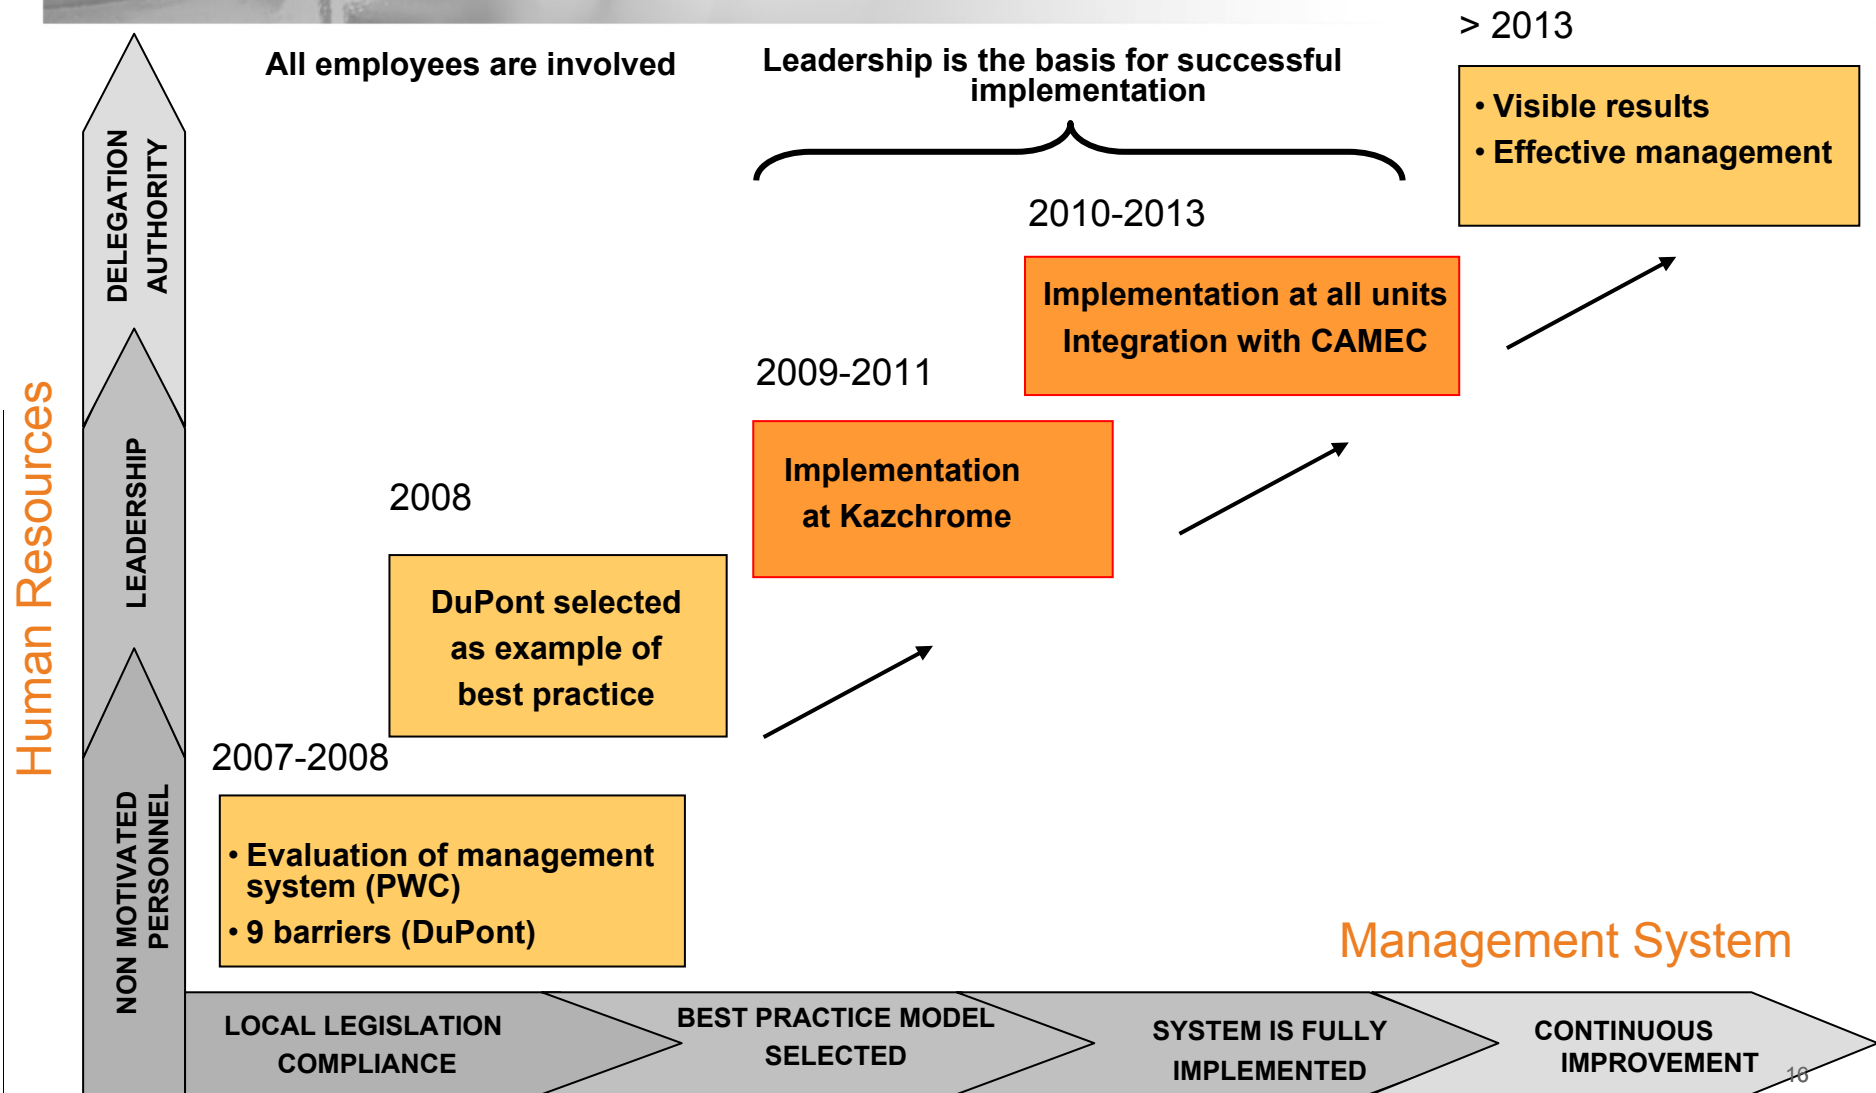 > 2013
All employees are involved
Leadership is the basis for successful
implementation
• Visible results
• Effective management
2010-2013
Implementation at all units
Integration with CAMEC
2009-2011
Implementation
at Kazchrome
2008
DuPont selected
as example of
best practice
2007-2008
• Evaluation of management
system (PWC)
• 9 barriers (DuPont)
Human Resources
DELEGATION
AUTHORITY
LEADERSHIP
NON MOTIVATED
PERSONNEL
Management System
LOCAL LEGISLATION
COMPLIANCE
BEST PRACTICE MODEL
SELECTED
SYSTEM IS FULLY
IMPLEMENTED
CONTINUOUS
IMPROVEMENT
16